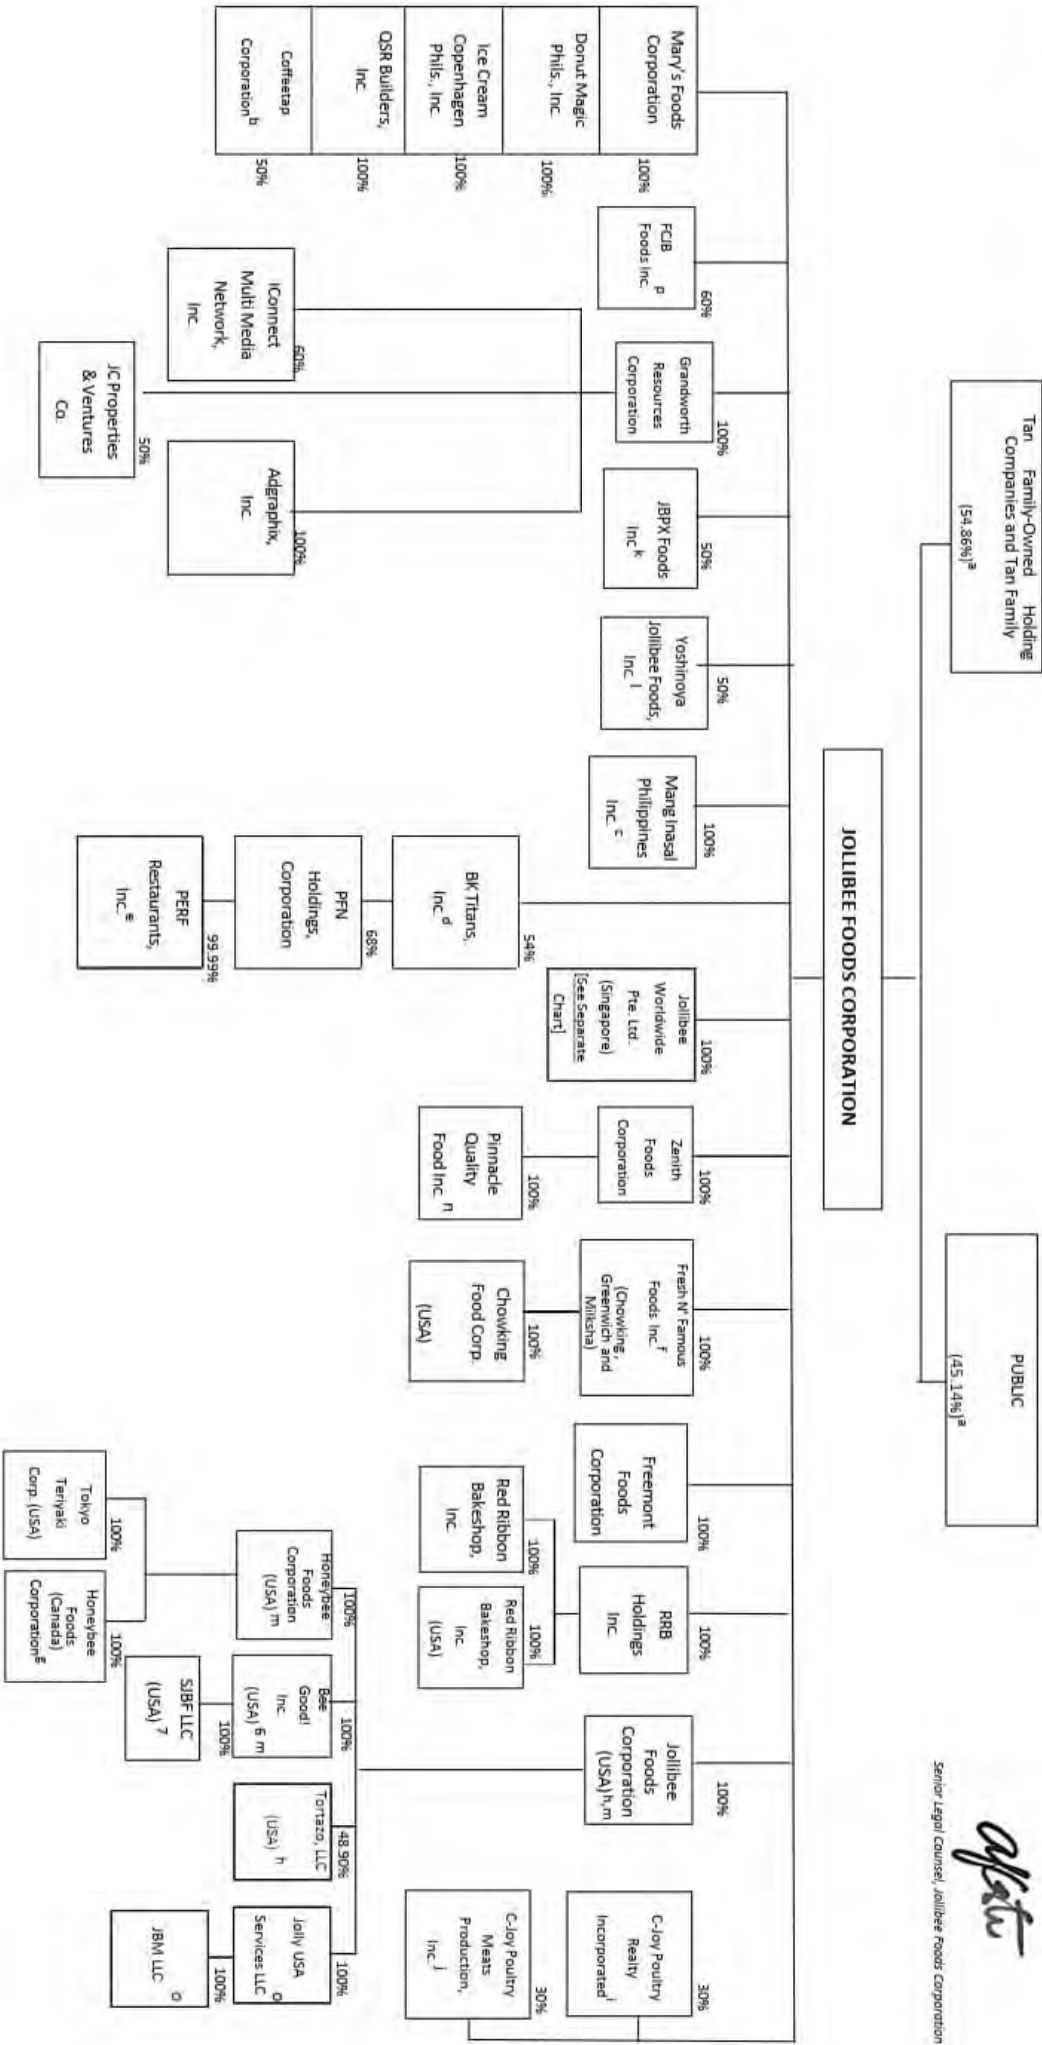 Tan Family-Owned Holding
Companies and Tan Family
(54.86%)ª
PUBLIC
(45.14%)ª
Senior Legal Counsel, Jollibee Foods Corporation
JOLLIBEE FOODS CORPORATION
Mary's Foods
Corporation
100%
Donut Magic
Phils., Inc
100%
Ice Cream
Copenhagen
Phils., Inc
100%
QSR Builders,
Inc
100%
Coffeetap
Corporation b
50%
FCJB
Foods Inc. p
60%
Grandworth
Resources
Corporation
100%
IConnect
Multi Media
Network,
Inc
60%
JC Properties
& Ventures
Co.
50%
Adgraphix,
Inc
100%
JBPX Foods
Inc k
50%
Yoshinoya
Jollibee Foods,
Inc. l
50%
Mang Inasal
Philippines
Inc. c
100%
BK Titans,
Inc d
54%
PFN
Holdings,
Corporation
68%
PERF
Restaurants,
Inc. e
99.99%
Jollibee
Worldwide
Pte. Ltd.
(Singapore)
[See Separate
Chart]
100%
Zenith
Foods
Corporation
100%
Pinnacle
Quality
Food Inc. n
100%
Fresh N' Famous
Foods Inc f
(Chowking,
Greenwich and
Milksha)
100%
Chowking
Food Corp.
(USA)
100%
Freemont
Foods
Corporation
100%
RRB
Holdings
Inc
100%
Red Ribbon
Bakeshop,
Inc
100%
Red Ribbon
Bakeshop,
Inc
(USA)
100%
Jollibee
Foods
Corporation
(USA) h,m
100%
Honeybee
Foods
Corporation
(USA) m
100%
Tokyo
Teriyaki
Corp. (USA)
100%
Honeybee
Foods
(Canada)
Corporation g
100%
Bee
Good!
Inc
(USA) 6 m
100%
SJBF LLC
(USA) 7
100%
Tortazo, LLC
(USA) h
48.90%
Jolly USA
Services LLC o
100%
JBM LLC o
100%
C-Joy Poultry
Realty
Incorporated i
30%
C-Joy Poultry
Meats
Production,
Inc. j
30%